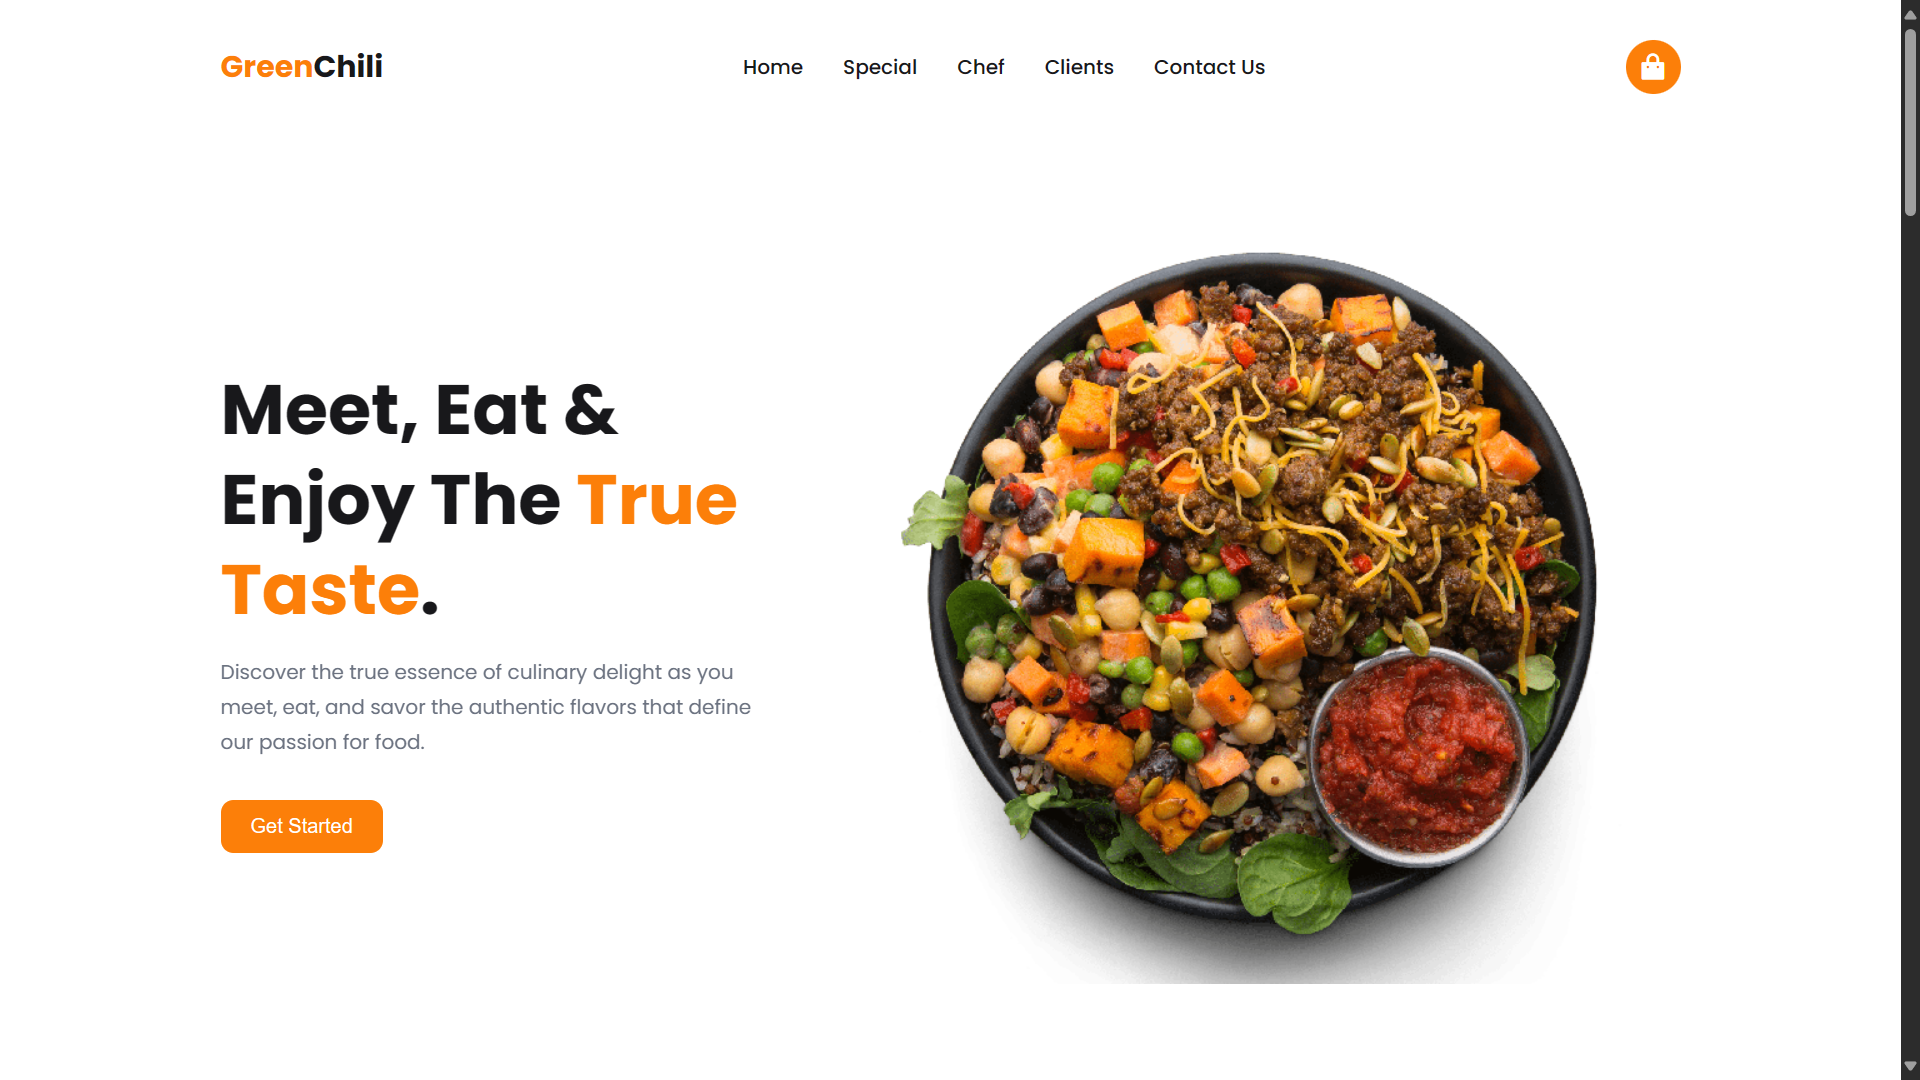 GreenChili
Home
Special
Chef
Clients
Contact Us
Meet, Eat &
Enjoy The True
Taste.
Discover the true essence of culinary delight as you
meet, eat, and savor the authentic flavors that define
our passion for food.
Get Started